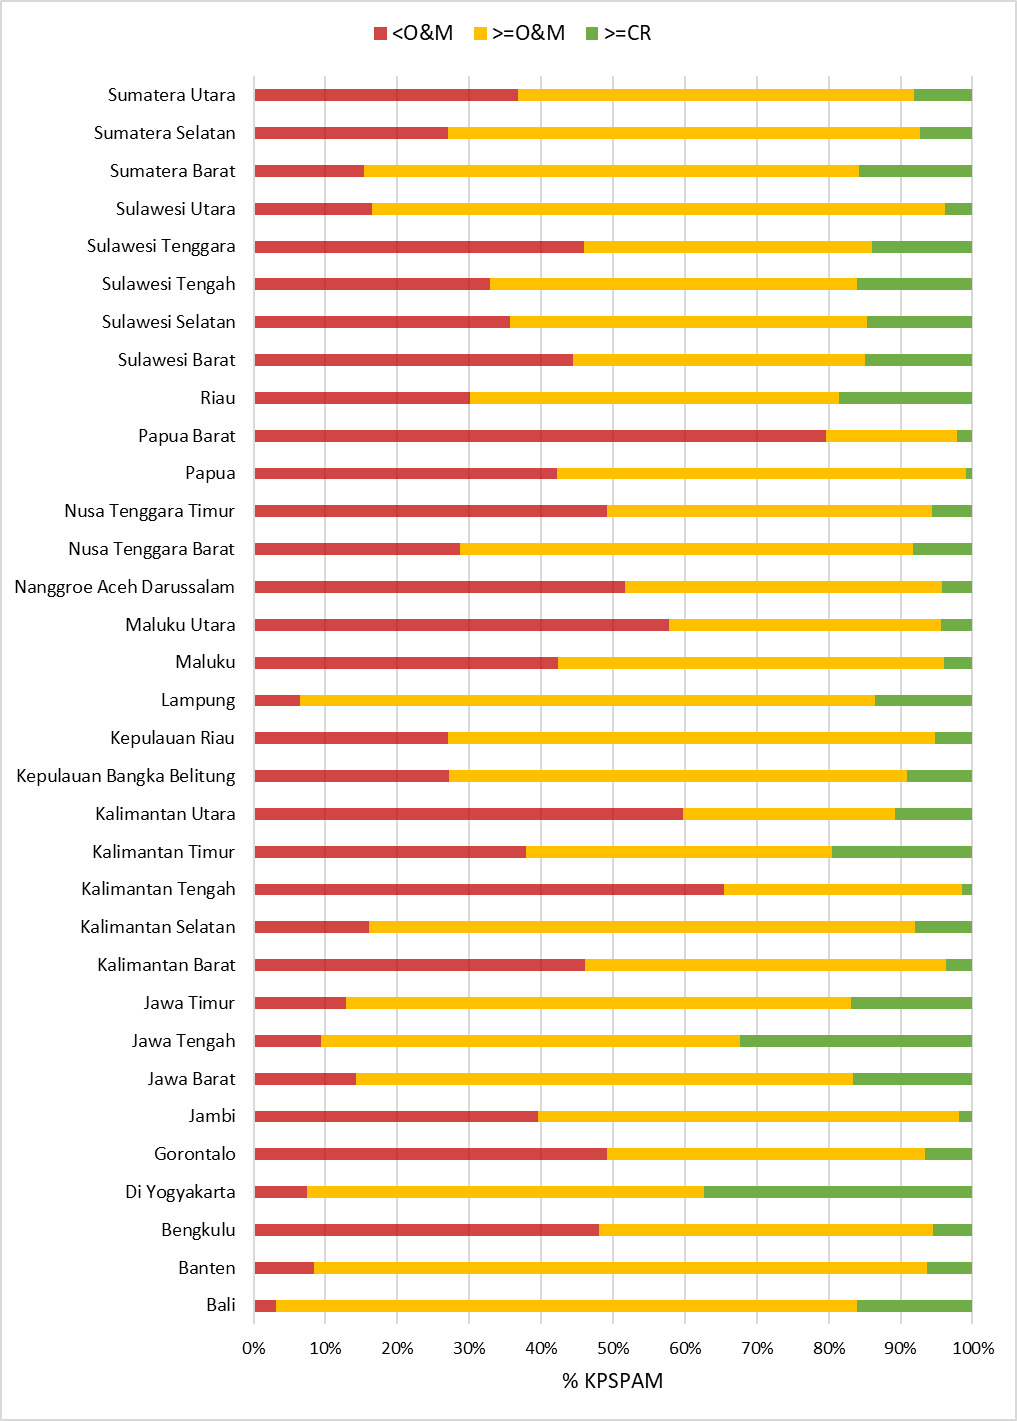 <O&M >=O&M >=CR
Sumatera Utara
Sumatera Selatan
Sumatera Barat
Sulawesi Utara
Sulawesi Tenggara
Sulawesi Tengah
Sulawesi Selatan
Sulawesi Barat
Riau
Papua Barat
Papua
Nusa Tenggara Timur
Nusa Tenggara Barat
Nanggroe Aceh Darussalam
Maluku Utara
Maluku
Lampung
Kepulauan Riau
Kepulauan Bangka Belitung
Kalimantan Utara
Kalimantan Timur
Kalimantan Tengah
Kalimantan Selatan
Kalimantan Barat
Jawa Timur
Jawa Tengah
Jawa Barat
Jambi
Gorontalo
Di Yogyakarta
Bengkulu
Banten
Bali
0% 10% 20% 30% 40% 50% 60% 70% 80% 90% 100%
% KPSPAM